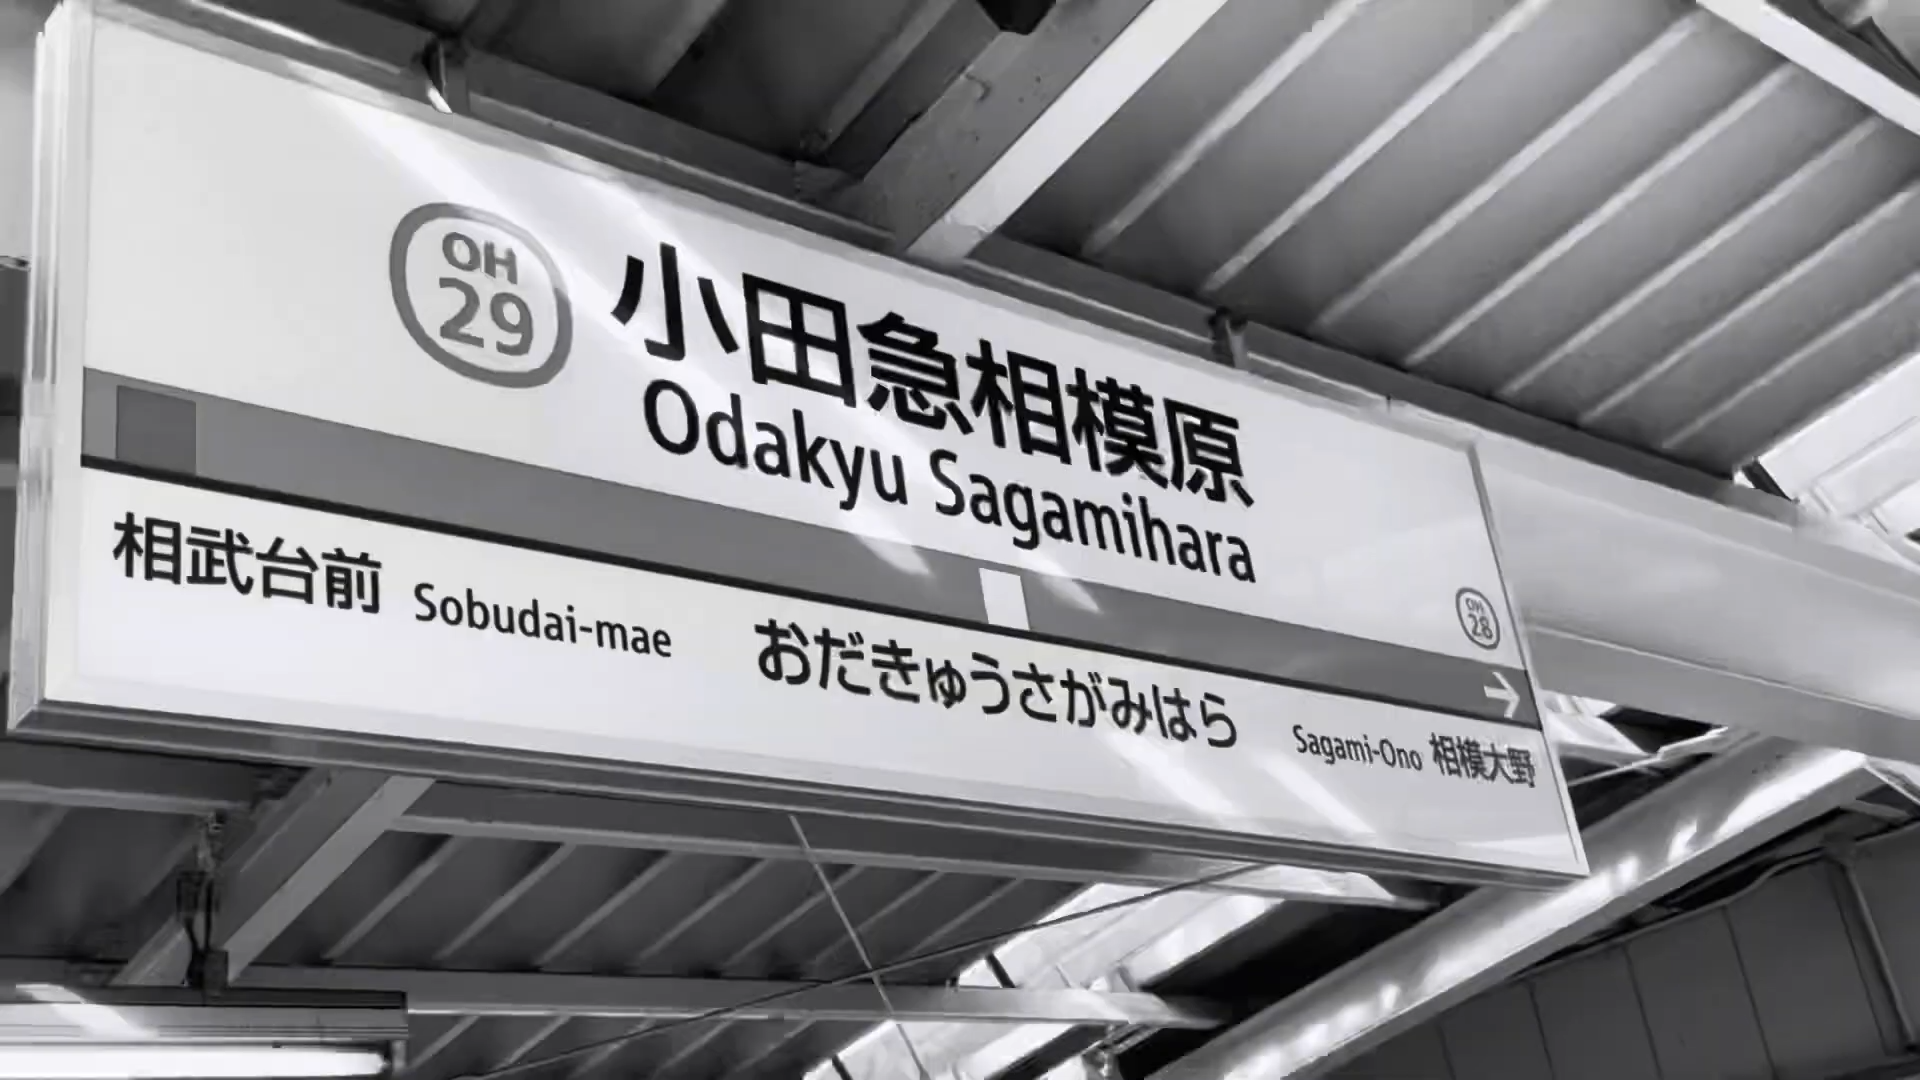 OH
29
小田急相模原
Odakyu Sagamihara
OH
28
相武台前 Sobudai-mae
おだきゅうさがみはら
Sagami-Ono 相模大野